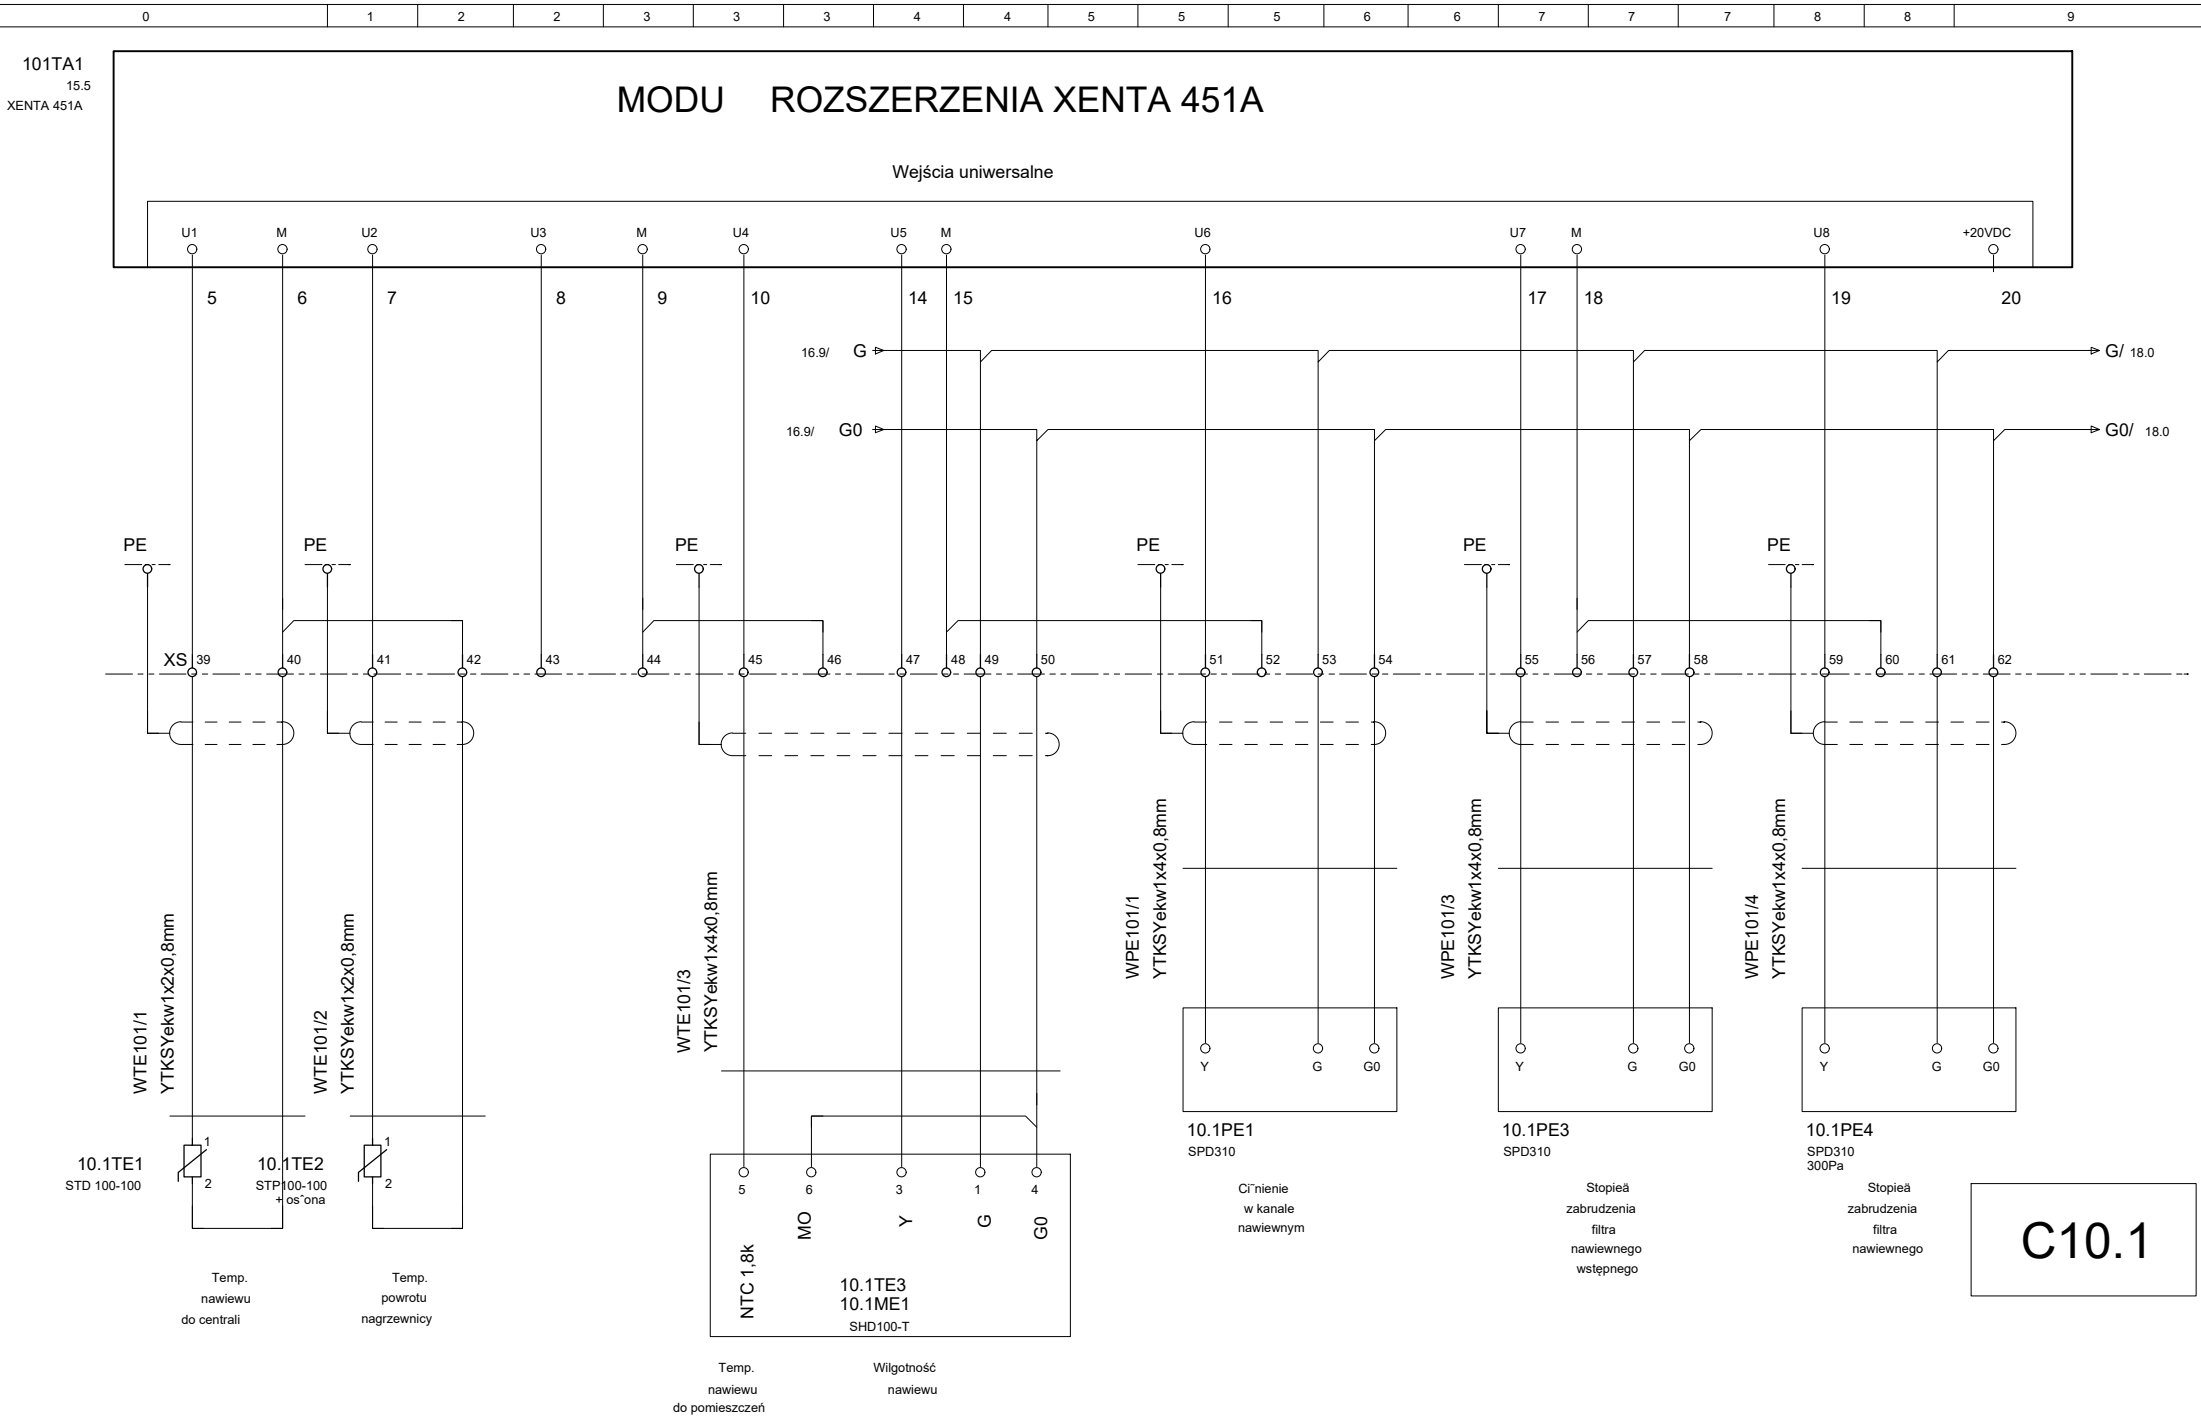 0 1 2 2 3 3 3 4 4 5 5 5 6 6 7 7 7 8 8 9
101TA1
15.5
XENTA 451A
MODU ROZSZERZENIA XENTA 451A
Wejścia uniwersalne
U1 M U2 U3 M U4 U5 M U6 U7 M U8 +20VDC
5 6 7 8 9 10 14 15 16 17 18 19 20
16.9/ G G/ 18.0
16.9/ G0 G0/ 18.0
PE PE PE PE PE PE
XS 39 40 41 42 43 44 45 46 47 48 49 50 51 52 53 54 55 56 57 58 59 60 61 62
WTE101/1
YTKSYekw1x2x0,8mm
WTE101/2
YTKSYekw1x2x0,8mm
WTE101/3
YTKSYekw1x4x0,8mm
WPE101/1
YTKSYekw1x4x0,8mm
WPE101/3
YTKSYekw1x4x0,8mm
WPE101/4
YTKSYekw1x4x0,8mm
10.1TE1
STD 100-100
1
2
Temp.
nawiewu
do centrali
10.1TE2
STP100-100
+ osˆona
1
2
Temp.
powrotu
nagrzewnicy
5 6 3 1 4
NTC 1,8k
MO
Y
G
G0
10.1TE3
10.1ME1
SHD100-T
Temp.
nawiewu
do pomieszczeń
Wilgotność
nawiewu
Y G G0
10.1PE1
SPD310
Ci˜nienie
w kanale
nawiewnym
Y G G0
10.1PE3
SPD310
Stopieä
zabrudzenia
filtra
nawiewnego
wstępnego
Y G G0
10.1PE4
SPD310
300Pa
Stopieä
zabrudzenia
filtra
nawiewnego
C10.1